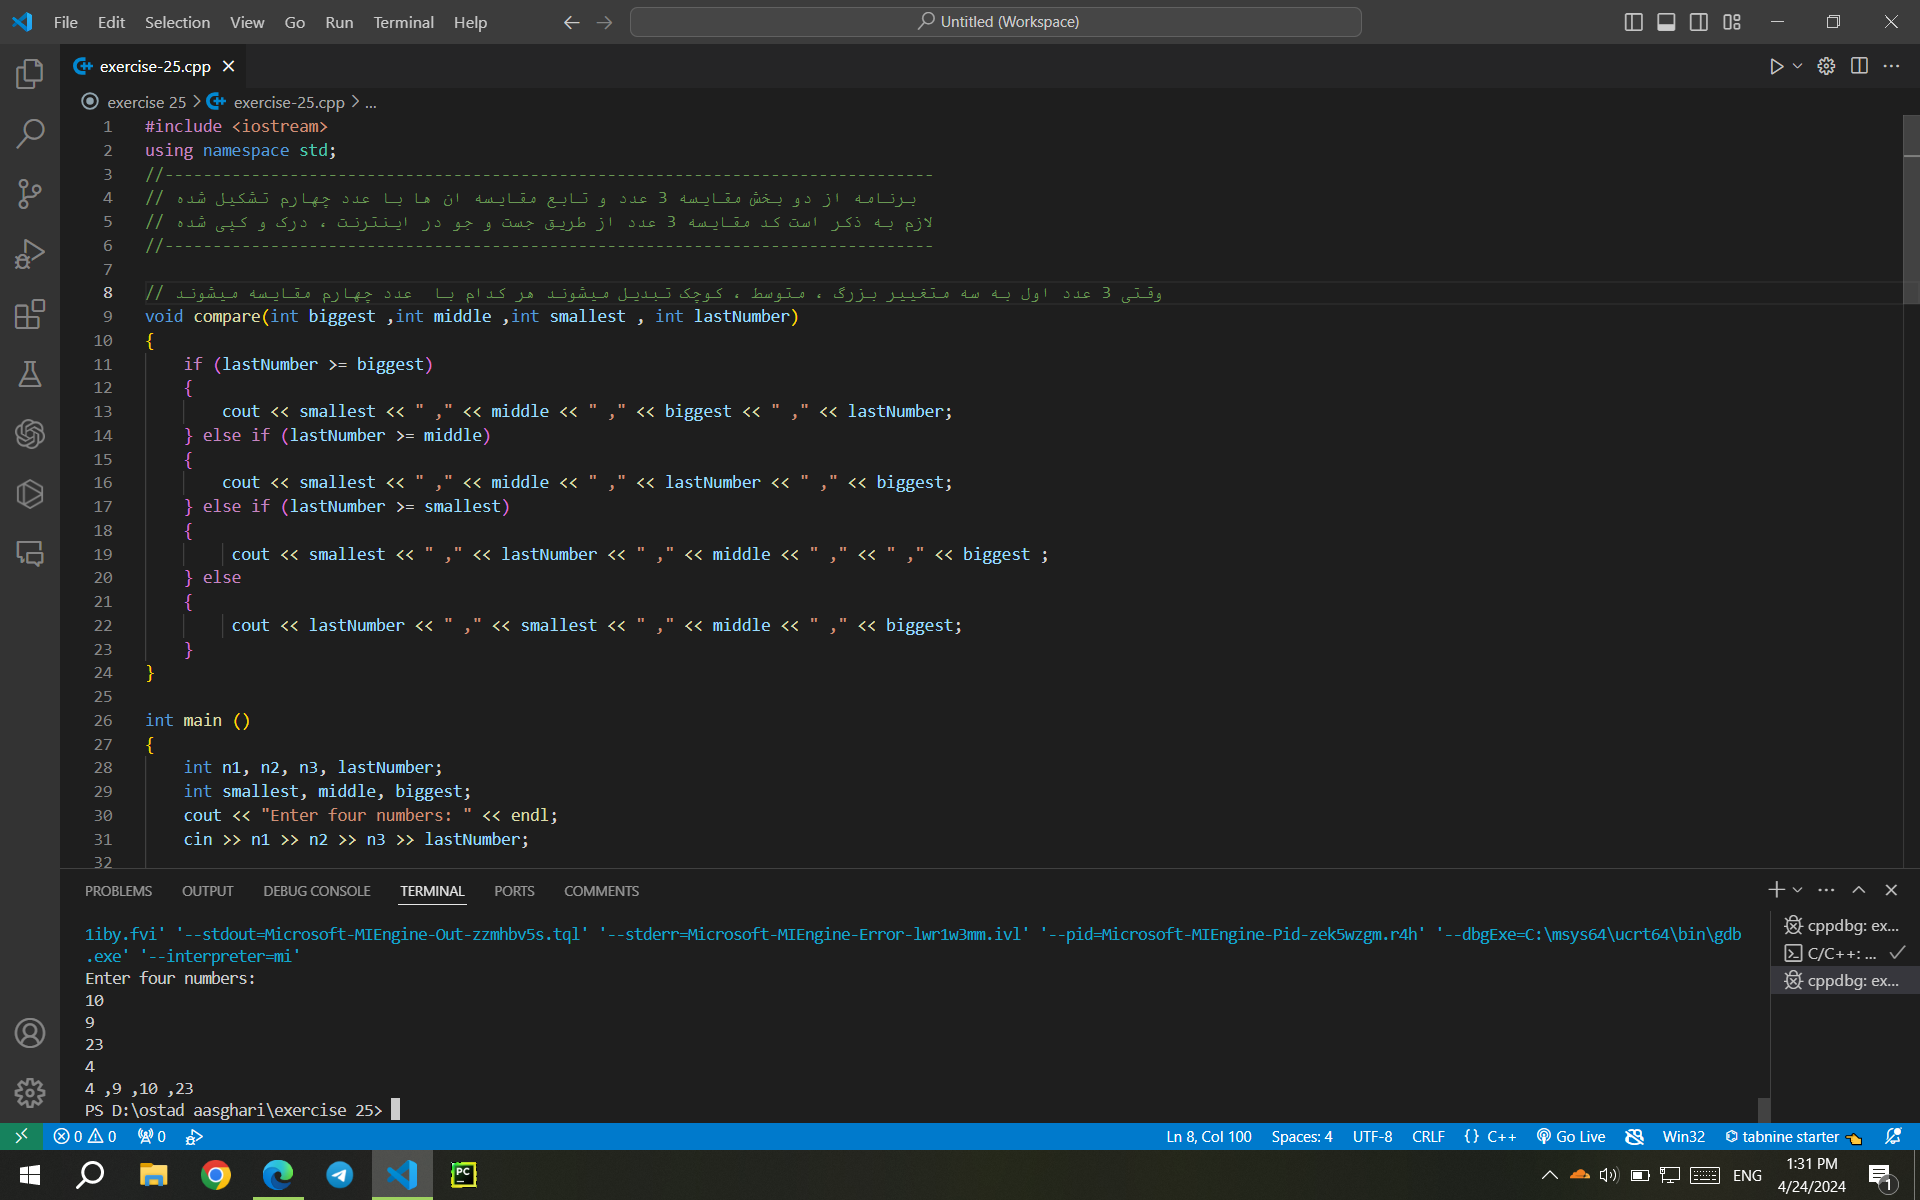 File Edit Selection View Go Run Terminal Help
Untitled (Workspace)
exercise-25.cpp
exercise 25 > exercise-25.cpp > ...
1 #include <iostream>
2 using namespace std;
3 //--------------------------------------------------------------------------------
4 // برنامه از دو بخش مقایسه 3 عدد و تابع مقایسه ان ها با عدد چهارم تشکیل شده
5 // لازم به ذکر است کد مقایسه 3 عدد از طریق جست و جو در اینترنت ، درک و کپی شده
6 //--------------------------------------------------------------------------------
7
8 // وقتی 3 عدد اول به سه متغییر بزرگ ، متوسط ، کوچک تبدیل میشوند هر کدام با  عدد چهارم مقایسه میشوند
9 void compare(int biggest ,int middle ,int smallest , int lastNumber)
10 {
11     if (lastNumber >= biggest)
12     {
13         cout << smallest << " ," << middle << " ," << biggest << " ," << lastNumber;
14     } else if (lastNumber >= middle)
15     {
16         cout << smallest << " ," << middle << " ," << lastNumber << " ," << biggest;
17     } else if (lastNumber >= smallest)
18     {
19          cout << smallest << " ," << lastNumber << " ," << middle << " ," << " ," << biggest ;
20     } else
21     {
22          cout << lastNumber << " ," << smallest << " ," << middle << " ," << biggest;
23     }
24 }
25
26 int main ()
27 {
28     int n1, n2, n3, lastNumber;
29     int smallest, middle, biggest;
30     cout << "Enter four numbers: " << endl;
31     cin >> n1 >> n2 >> n3 >> lastNumber;
32
PROBLEMS OUTPUT DEBUG CONSOLE TERMINAL PORTS COMMENTS
1iby.fvi' '--stdout=Microsoft-MIEngine-Out-zzmhbv5s.tql' '--stderr=Microsoft-MIEngine-Error-lwr1w3mm.ivl' '--pid=Microsoft-MIEngine-Pid-zek5wzgm.r4h' '--dbgExe=C:\msys64\ucrt64\bin\gdb
.exe' '--interpreter=mi'
Enter four numbers:
10
9
23
4
4 ,9 ,10 ,23
PS D:\ostad aasghari\exercise 25>
cppdbg: ex...
C/C++: ...
cppdbg: ex...
0 0 0 Ln 8, Col 100 Spaces: 4 UTF-8 CRLF {} C++ Go Live Win32 tabnine starter
PC
ENG
1:31 PM
4/24/2024
1